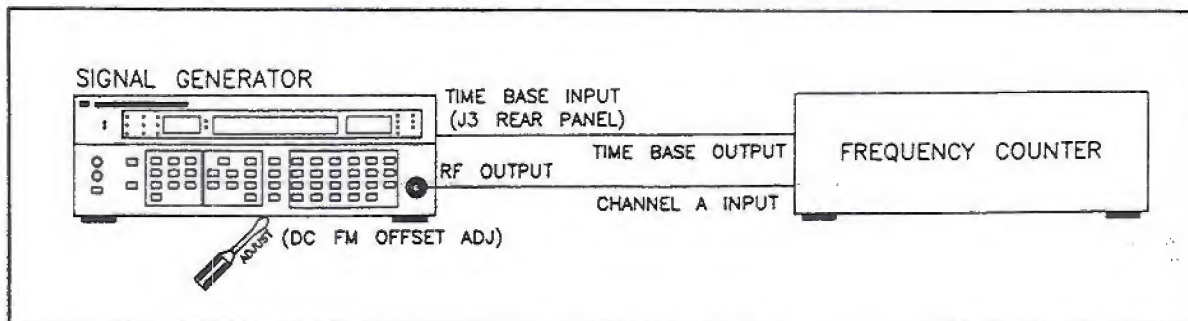 SIGNAL GENERATOR
TIME BASE INPUT
(J3 REAR PANEL)
TIME BASE OUTPUT
FREQUENCY COUNTER
RF OUTPUT
CHANNEL A INPUT
ADJUST
(DC FM OFFSET ADJ)